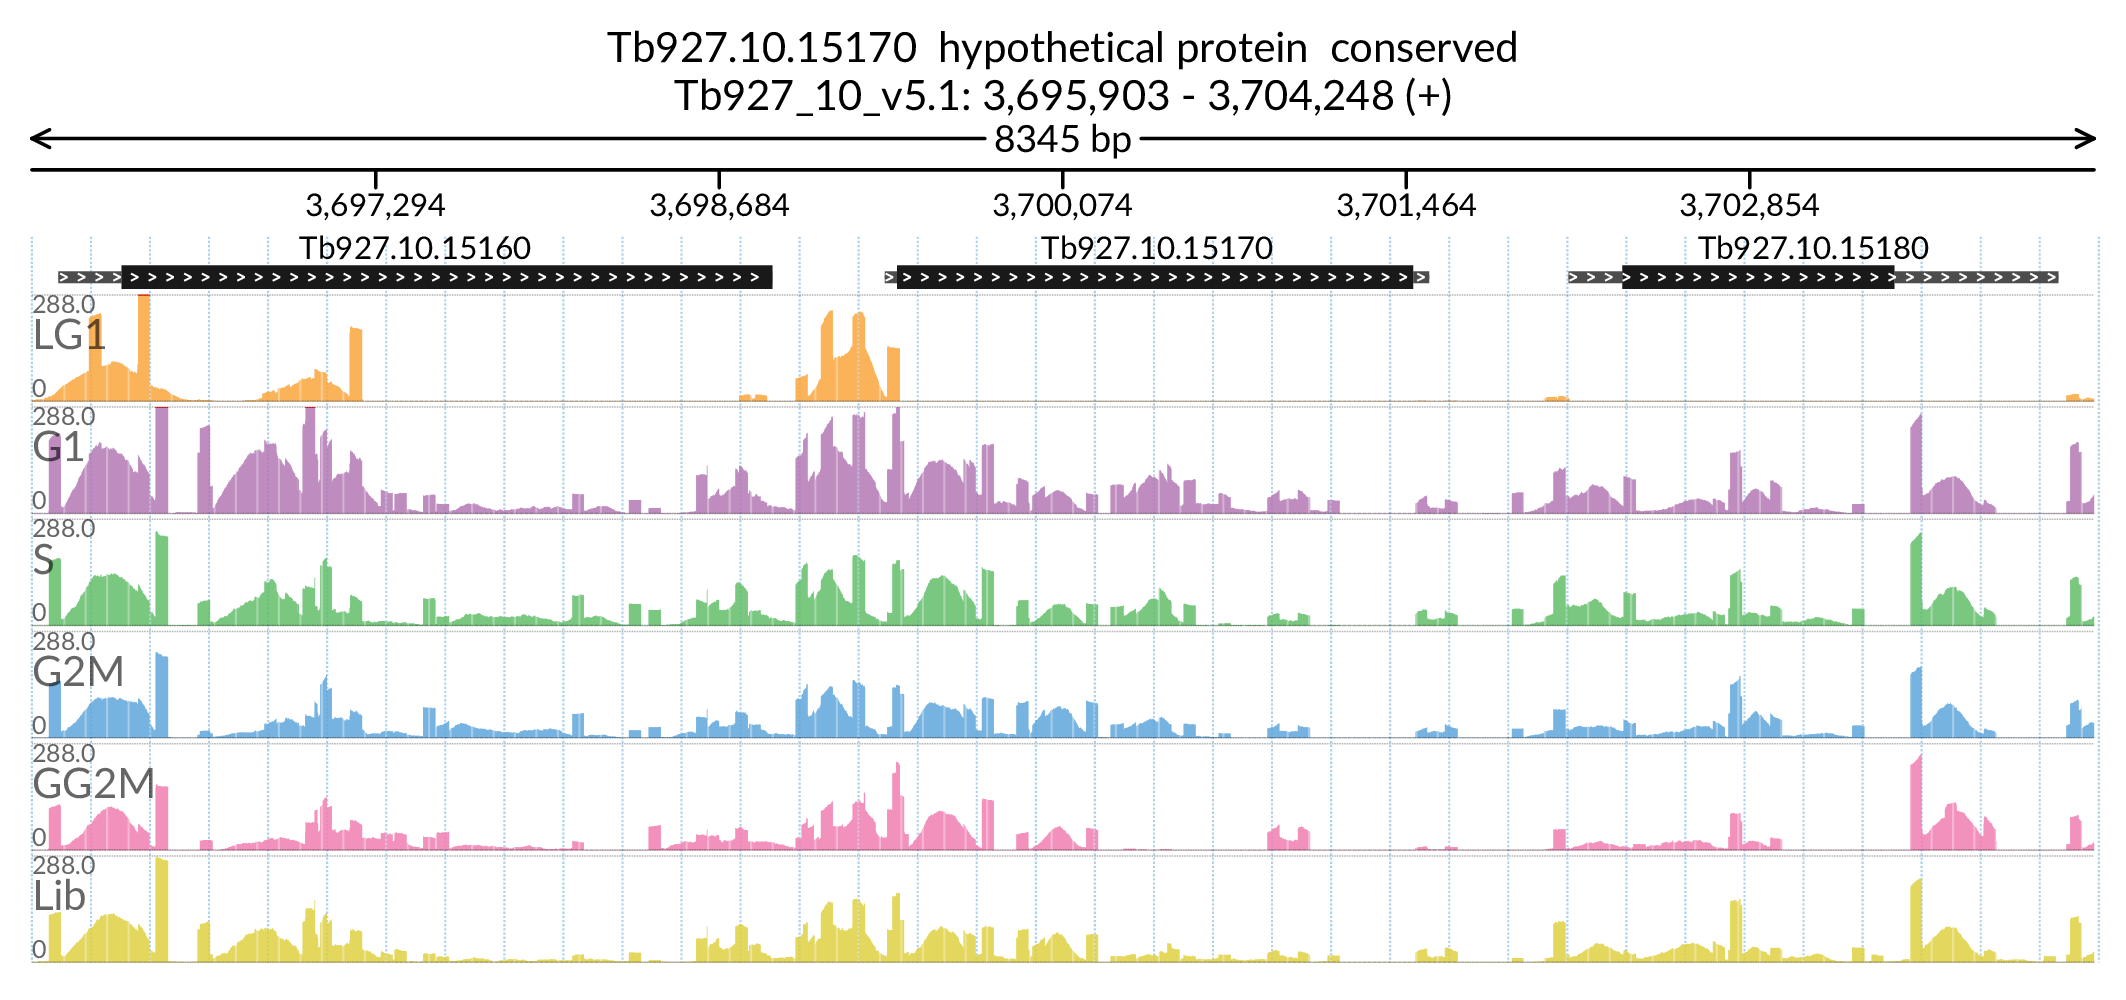 Tb927.10.15170 hypothetical protein conserved
Tb927_10_v5.1: 3,695,903 - 3,704,248 (+)
8345 bp
3,697,294 3,698,684 3,700,074 3,701,464 3,702,854
Tb927.10.15160 Tb927.10.15170 Tb927.10.15180
288.0
LG1
0
288.0
G1
0
288.0
S
0
288.0
G2M
0
288.0
GG2M
0
288.0
Lib
0